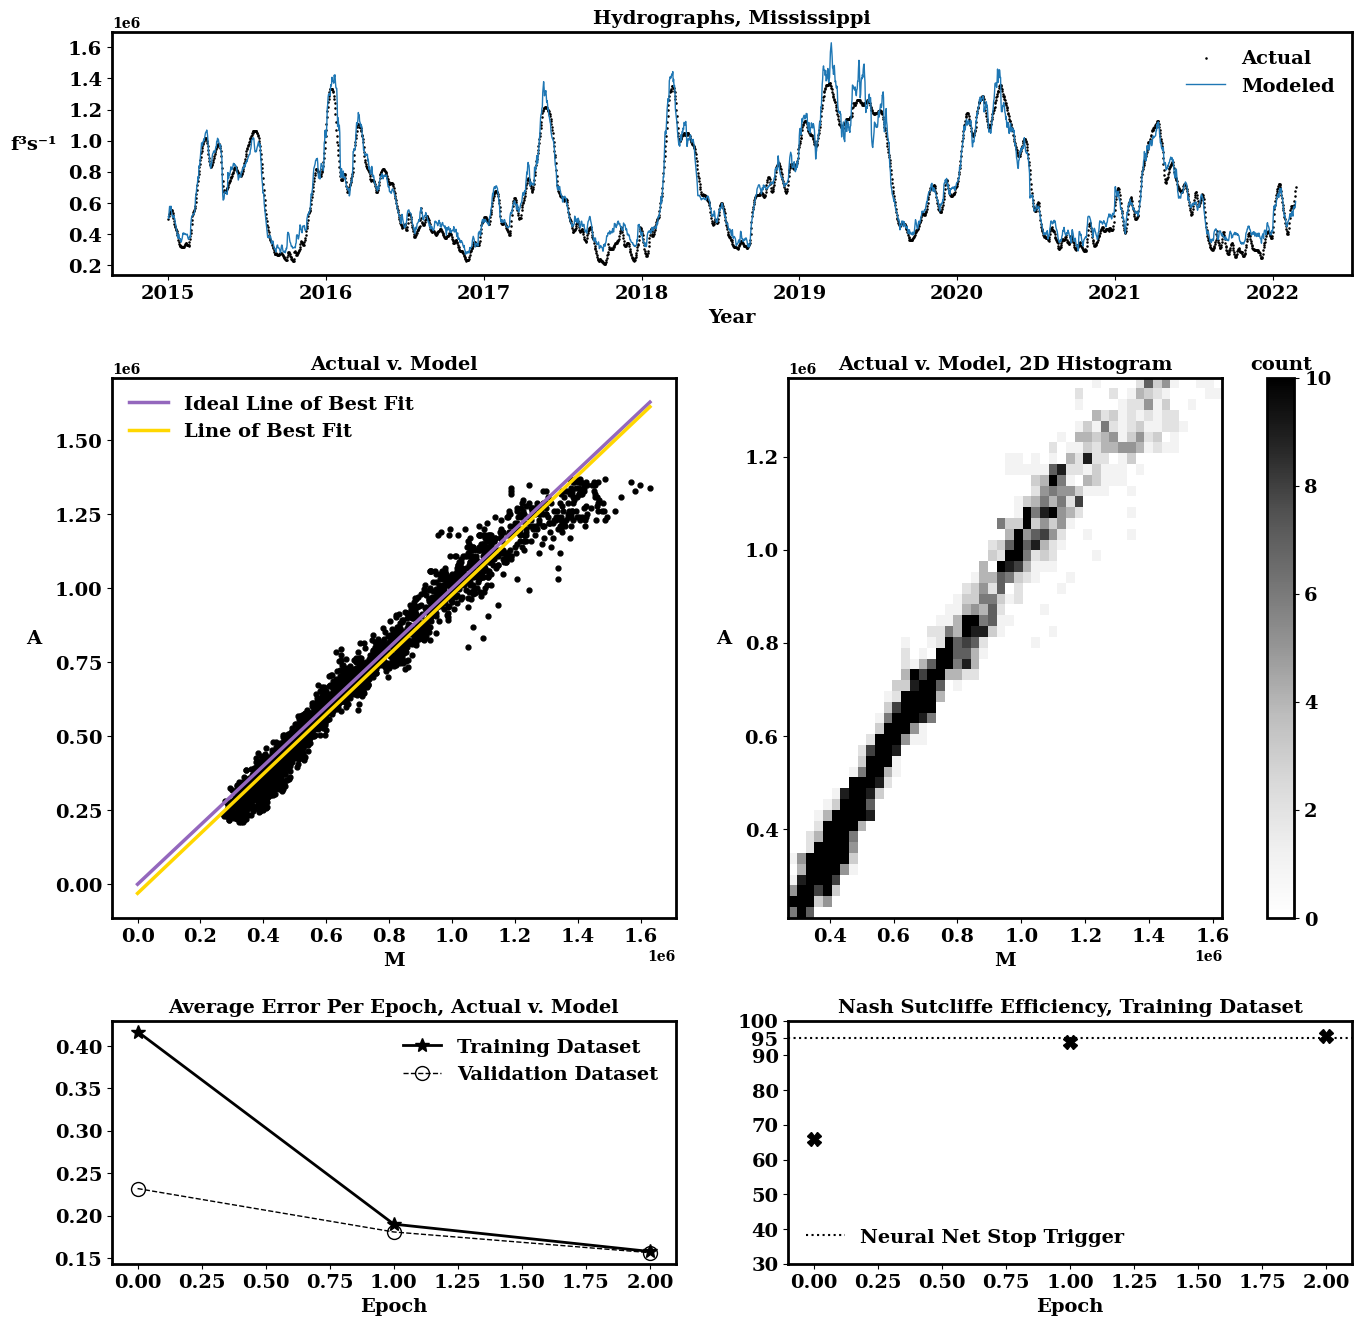 Hydrographs, Mississippi
1e6
1.6
1.4
1.2
1.0
0.8
0.6
0.4
0.2
f³s⁻¹
Actual
Modeled
2015 2016 2017 2018 2019 2020 2021 2022
Year
Actual v. Model
1e6
Ideal Line of Best Fit
Line of Best Fit
1.50
1.25
1.00
0.75
0.50
0.25
0.00
A
0.0 0.2 0.4 0.6 0.8 1.0 1.2 1.4 1.6
1e6
M
Actual v. Model, 2D Histogram
1e6
1.2
1.0
0.8
0.6
0.4
A
0.4 0.6 0.8 1.0 1.2 1.4 1.6
1e6
M
count
10
8
6
4
2
0
Average Error Per Epoch, Actual v. Model
0.40
0.35
0.30
0.25
0.20
0.15
Training Dataset
Validation Dataset
0.00 0.25 0.50 0.75 1.00 1.25 1.50 1.75 2.00
Epoch
Nash Sutcliffe Efficiency, Training Dataset
100
95
90
80
70
60
50
40
30
Neural Net Stop Trigger
0.00 0.25 0.50 0.75 1.00 1.25 1.50 1.75 2.00
Epoch